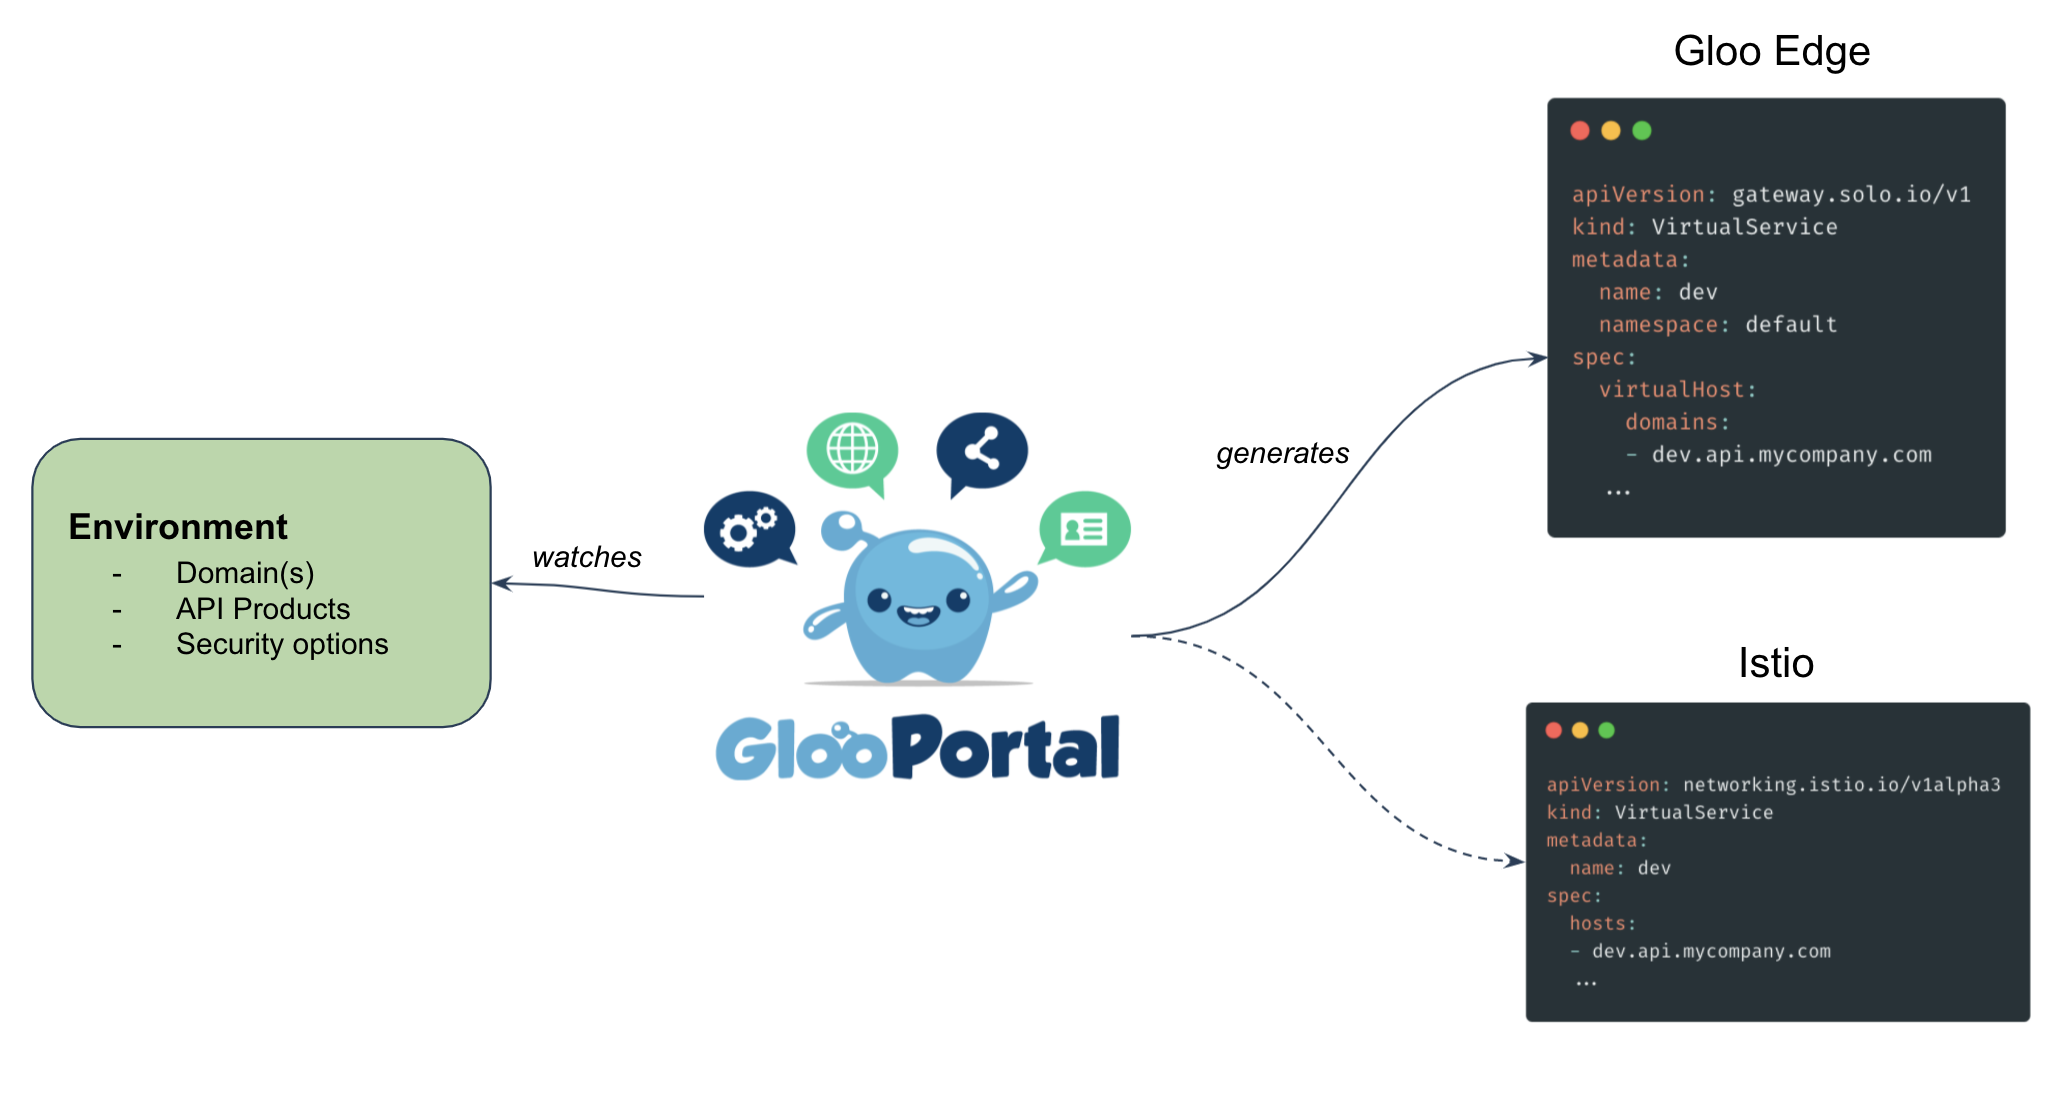 Environment
- Domain(s)
- API Products
- Security options
watches
GlooPortal
generates
Gloo Edge
apiVersion: gateway.solo.io/v1
kind: VirtualService
metadata:
  name: dev
  namespace: default
spec:
  virtualHost:
    domains:
    - dev.api.mycompany.com
  ...
Istio
apiVersion: networking.istio.io/v1alpha3
kind: VirtualService
metadata:
  name: dev
spec:
  hosts:
  - dev.api.mycompany.com
  ...